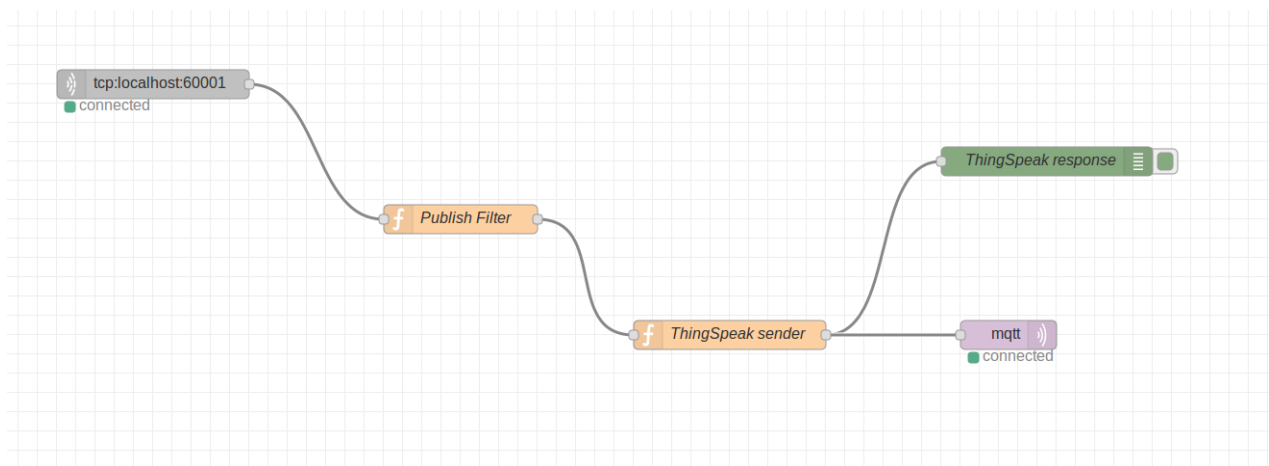 tcp:localhost:60001
connected
ThingSpeak response
Publish Filter
ThingSpeak sender
mqtt
connected